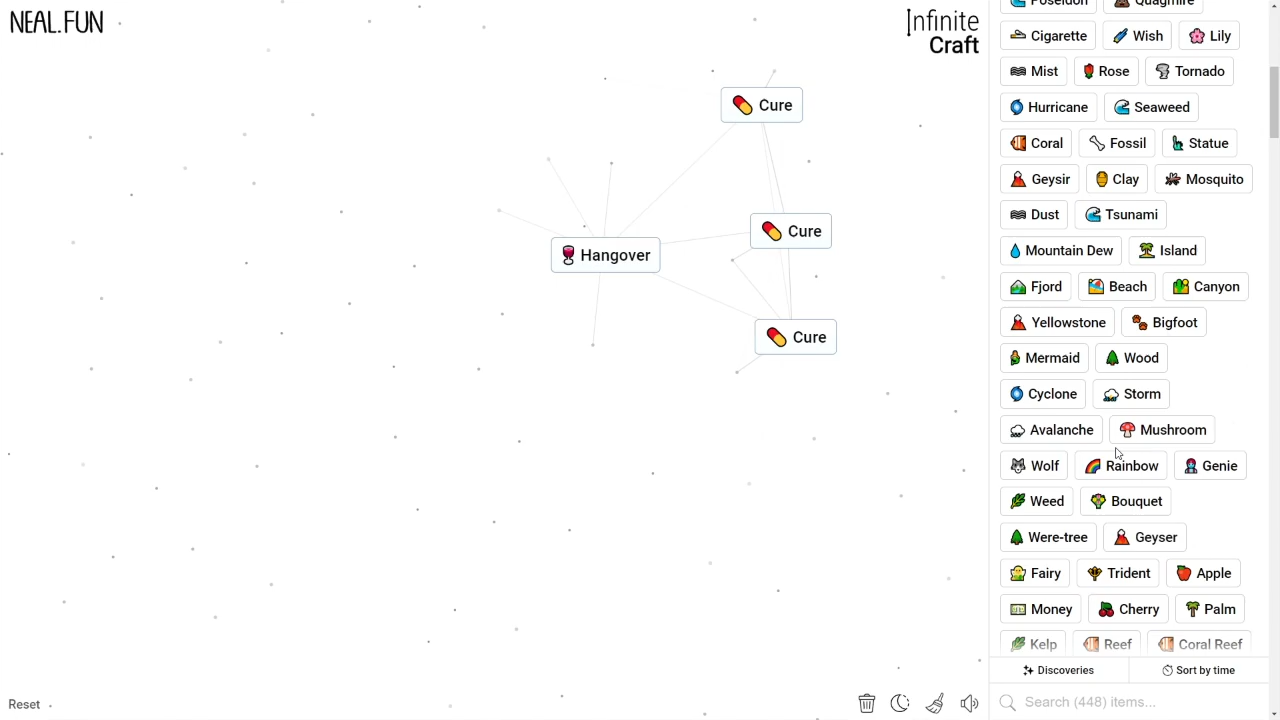 NEAL.FUN
Infinite
Craft
Cure
Cure
Hangover
Cure
Reset
Poseidon Quagmire
Cigarette Wish Lily
Mist Rose Tornado
Hurricane Seaweed
Coral Fossil Statue
Geysir Clay Mosquito
Dust Tsunami
Mountain Dew Island
Fjord Beach Canyon
Yellowstone Bigfoot
Mermaid Wood
Cyclone Storm
Avalanche Mushroom
Wolf Rainbow Genie
Weed Bouquet
Were-tree Geyser
Fairy Trident Apple
Money Cherry Palm
Kelp Reef Coral Reef
Discoveries Sort by time
Search (448) items...